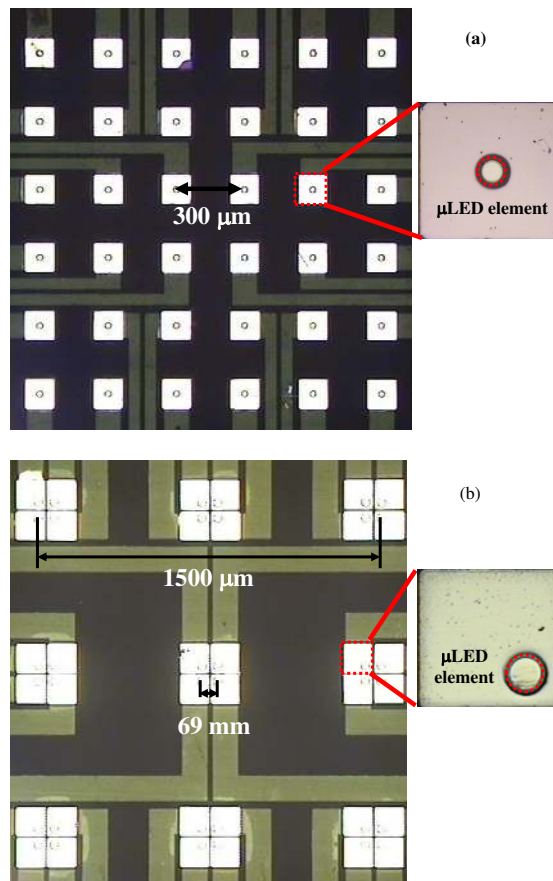 (a)
300 μm
μLED element
(b)
1500 μm
μLED
element
69 mm